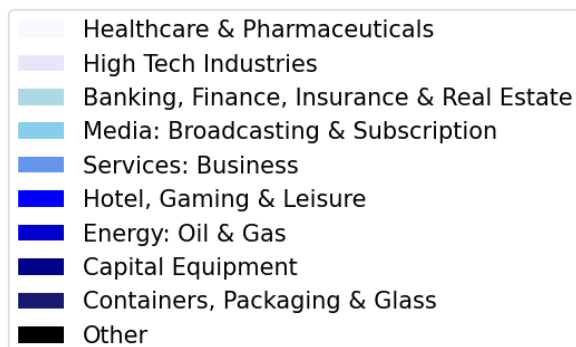 Healthcare & Pharmaceuticals
High Tech Industries
Banking, Finance, Insurance & Real Estate
Media: Broadcasting & Subscription
Services: Business
Hotel, Gaming & Leisure
Energy: Oil & Gas
Capital Equipment
Containers, Packaging & Glass
Other